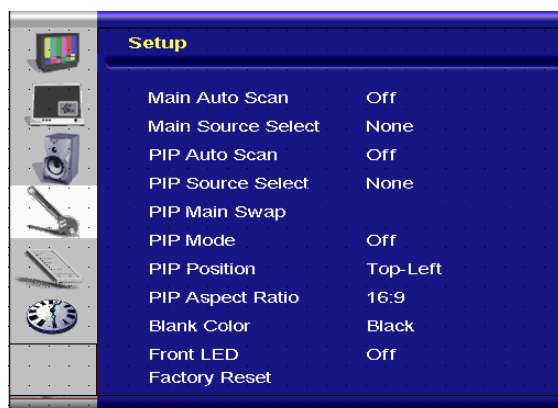 Setup
Main Auto Scan Off
Main Source Select None
PIP Auto Scan Off
PIP Source Select None
PIP Main Swap
PIP Mode Off
PIP Position Top-Left
PIP Aspect Ratio 16:9
Blank Color Black
Front LED Off
Factory Reset